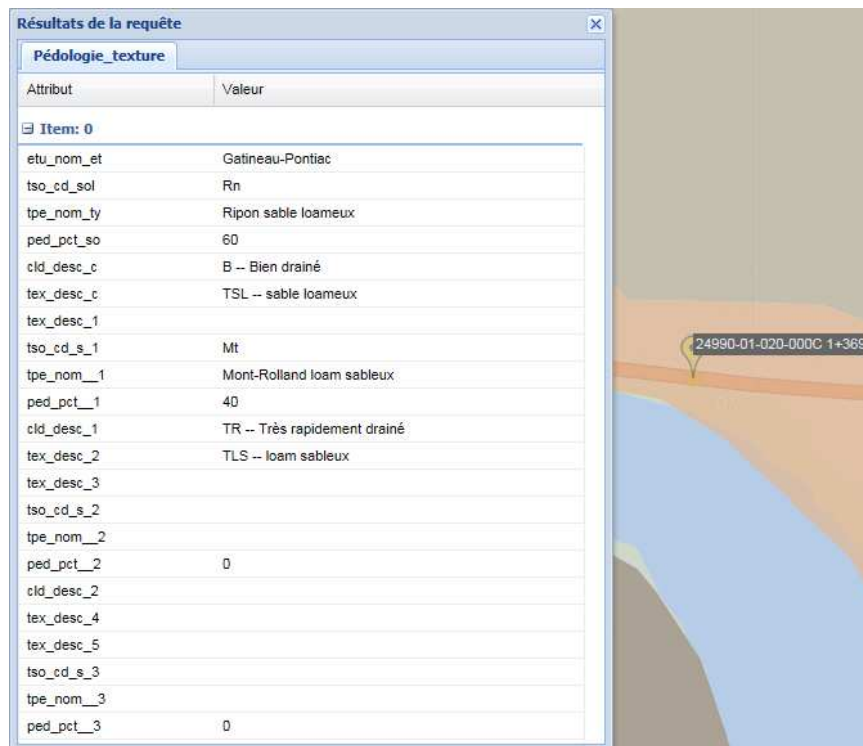 Résultats de la requête
Pédologie_texture
Attribut Valeur
Item: 0
etu_nom_et Gatineau-Pontiac
tso_cd_sol Rn
tpe_nom_ty Ripon sable loameux
ped_pct_so 60
cld_desc_c B -- Bien drainé
tex_desc_c TSL -- sable loameux
tex_desc_1
tso_cd_s_1 Mt
tpe_nom__1 Mont-Rolland loam sableux
ped_pct__1 40
cld_desc_1 TR -- Très rapidement drainé
tex_desc_2 TLS -- loam sableux
tex_desc_3
tso_cd_s_2
tpe_nom__2
ped_pct__2 0
cld_desc_2
tex_desc_4
tex_desc_5
tso_cd_s_3
tpe_nom__3
ped_pct__3 0
24990-01-020-000C 1+369